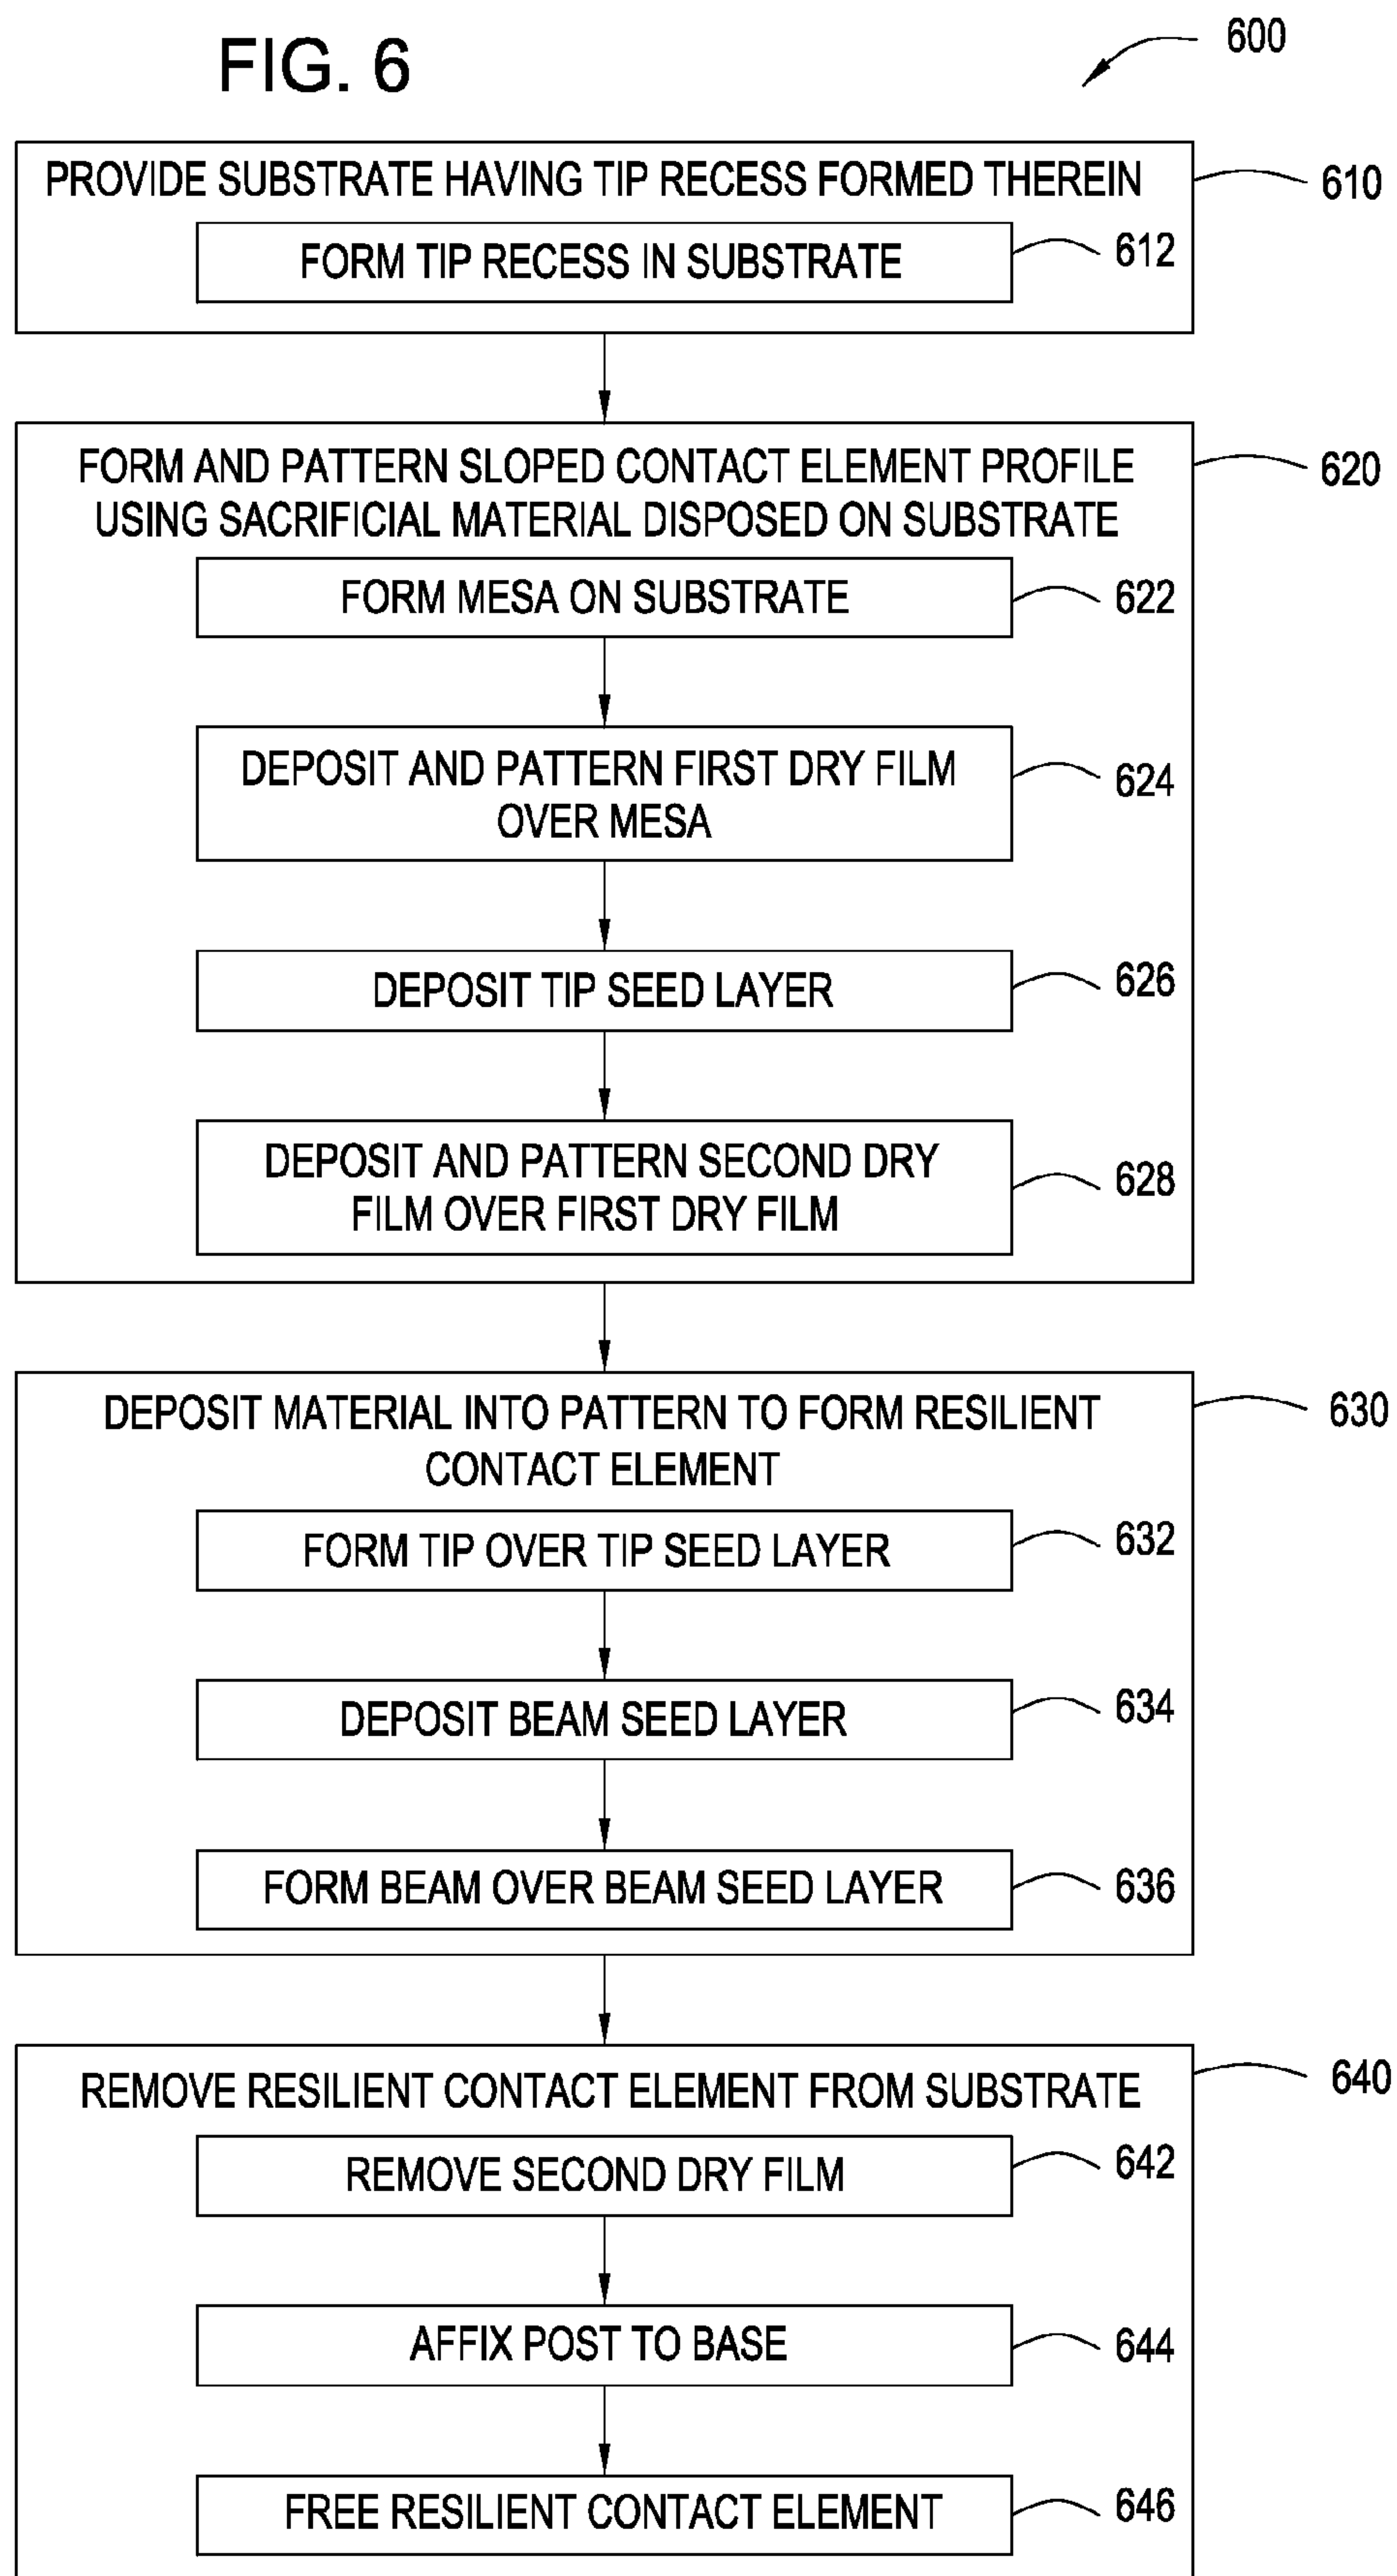 FIG. 6
600
PROVIDE SUBSTRATE HAVING TIP RECESS FORMED THEREIN
610
FORM TIP RECESS IN SUBSTRATE
612
FORM AND PATTERN SLOPED CONTACT ELEMENT PROFILE
USING SACRIFICIAL MATERIAL DISPOSED ON SUBSTRATE
620
FORM MESA ON SUBSTRATE
622
DEPOSIT AND PATTERN FIRST DRY FILM
OVER MESA
624
DEPOSIT TIP SEED LAYER
626
DEPOSIT AND PATTERN SECOND DRY
FILM OVER FIRST DRY FILM
628
DEPOSIT MATERIAL INTO PATTERN TO FORM RESILIENT
CONTACT ELEMENT
630
FORM TIP OVER TIP SEED LAYER
632
DEPOSIT BEAM SEED LAYER
634
FORM BEAM OVER BEAM SEED LAYER
636
REMOVE RESILIENT CONTACT ELEMENT FROM SUBSTRATE
640
REMOVE SECOND DRY FILM
642
AFFIX POST TO BASE
644
FREE RESILIENT CONTACT ELEMENT
646